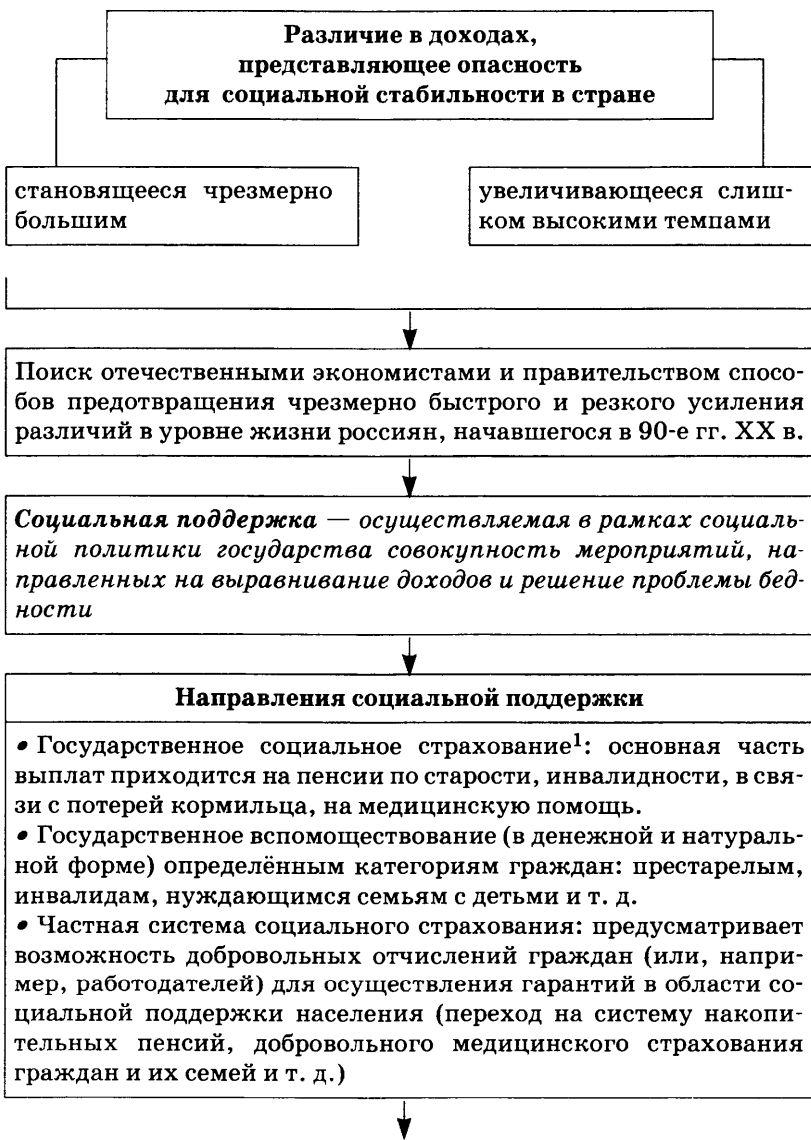 Различие в доходах,
представляющее опасность
для социальной стабильности в стране
становящееся чрезмерно
большим
увеличивающееся слиш-
ком высокими темпами
Поиск отечественными экономистами и правительством спосо-
бов предотвращения чрезмерно быстрого и резкого усиления
различий в уровне жизни россиян, начавшегося в 90-е гг. XX в.
Социальная поддержка — осуществляемая в рамках социаль-
ной политики государства совокупность мероприятий, на-
правленных на выравнивание доходов и решение проблемы бед-
ности
Направления социальной поддержки
• Государственное социальное страхование¹: основная часть
выплат приходится на пенсии по старости, инвалидности, в свя-
зи с потерей кормильца, на медицинскую помощь.
• Государственное вспомоществование (в денежной и натураль-
ной форме) определённым категориям граждан: престарелым,
инвалидам, нуждающимся семьям с детьми и т. д.
• Частная система социального страхования: предусматривает
возможность добровольных отчислений граждан (или, напри-
мер, работодателей) для осуществления гарантий в области со-
циальной поддержки населения (переход на систему накопи-
тельных пенсий, добровольного медицинского страхования
граждан и их семей и т. д.)